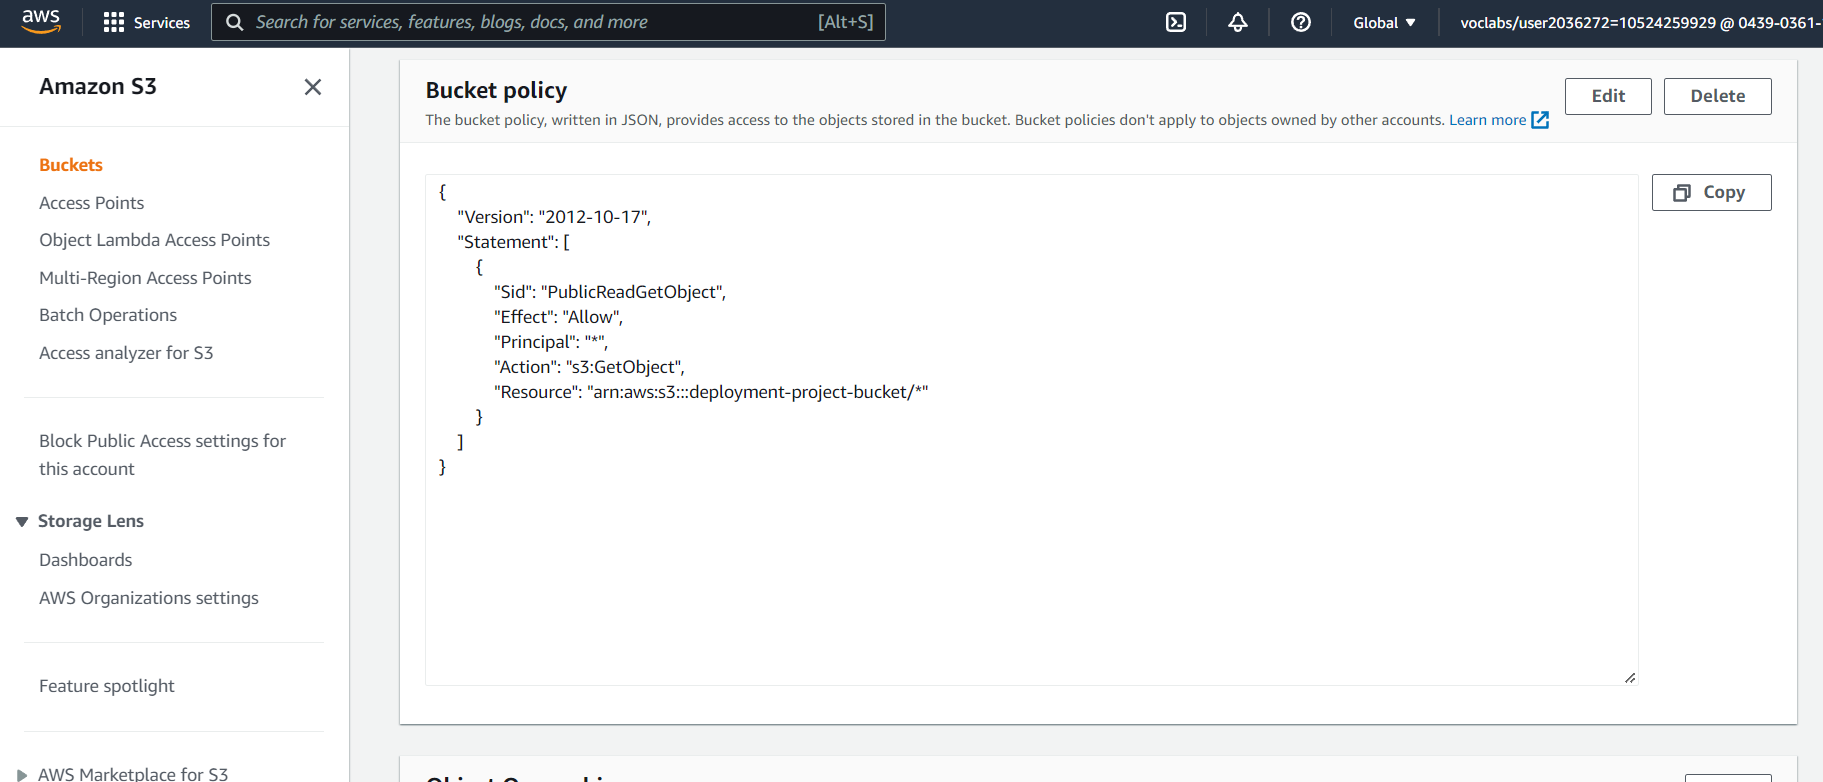 aws
Services
Search for services, features, blogs, docs, and more
[Alt+S]
Global
voclabs/user2036272=10524259929 @ 0439-0361-
Amazon S3
Buckets
Access Points
Object Lambda Access Points
Multi-Region Access Points
Batch Operations
Access analyzer for S3
Block Public Access settings for
this account
Storage Lens
Dashboards
AWS Organizations settings
Feature spotlight
AWS Marketplace for S3
Bucket policy
Edit
Delete
The bucket policy, written in JSON, provides access to the objects stored in the bucket. Bucket policies don't apply to objects owned by other accounts. Learn more
Copy
{
"Version": "2012-10-17",
"Statement": [
{
"Sid": "PublicReadGetObject",
"Effect": "Allow",
"Principal": "*",
"Action": "s3:GetObject",
"Resource": "arn:aws:s3:::deployment-project-bucket/*"
}
]
}